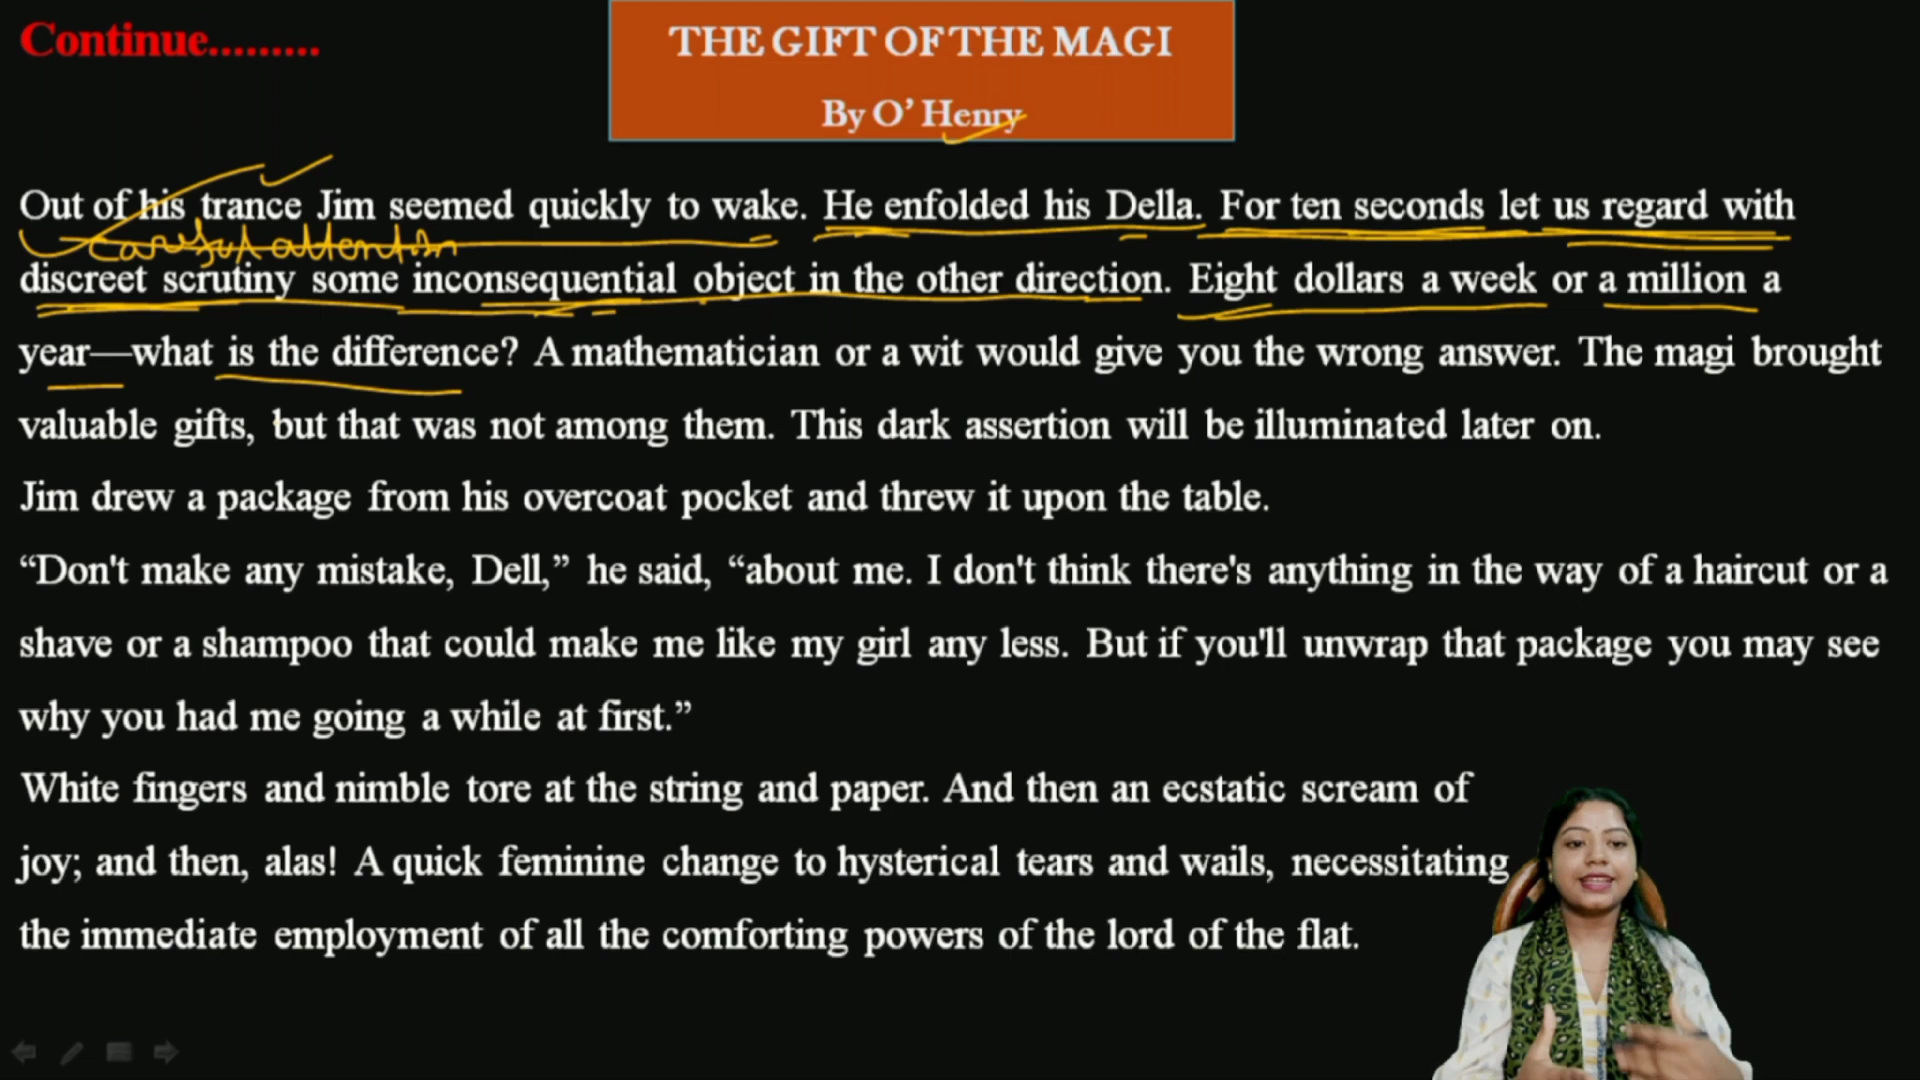 Continue.........
THE GIFT OF THE MAGI
By O’ Henry
Out of his trance Jim seemed quickly to wake. He enfolded his Della. For ten seconds let us regard with
careful attention
discreet scrutiny some inconsequential object in the other direction. Eight dollars a week or a million a
year—what is the difference? A mathematician or a wit would give you the wrong answer. The magi brought
valuable gifts, but that was not among them. This dark assertion will be illuminated later on.
Jim drew a package from his overcoat pocket and threw it upon the table.
“Don't make any mistake, Dell,” he said, “about me. I don't think there's anything in the way of a haircut or a
shave or a shampoo that could make me like my girl any less. But if you'll unwrap that package you may see
why you had me going a while at first.”
White fingers and nimble tore at the string and paper. And then an ecstatic scream of
joy; and then, alas! A quick feminine change to hysterical tears and wails, necessitating
the immediate employment of all the comforting powers of the lord of the flat.